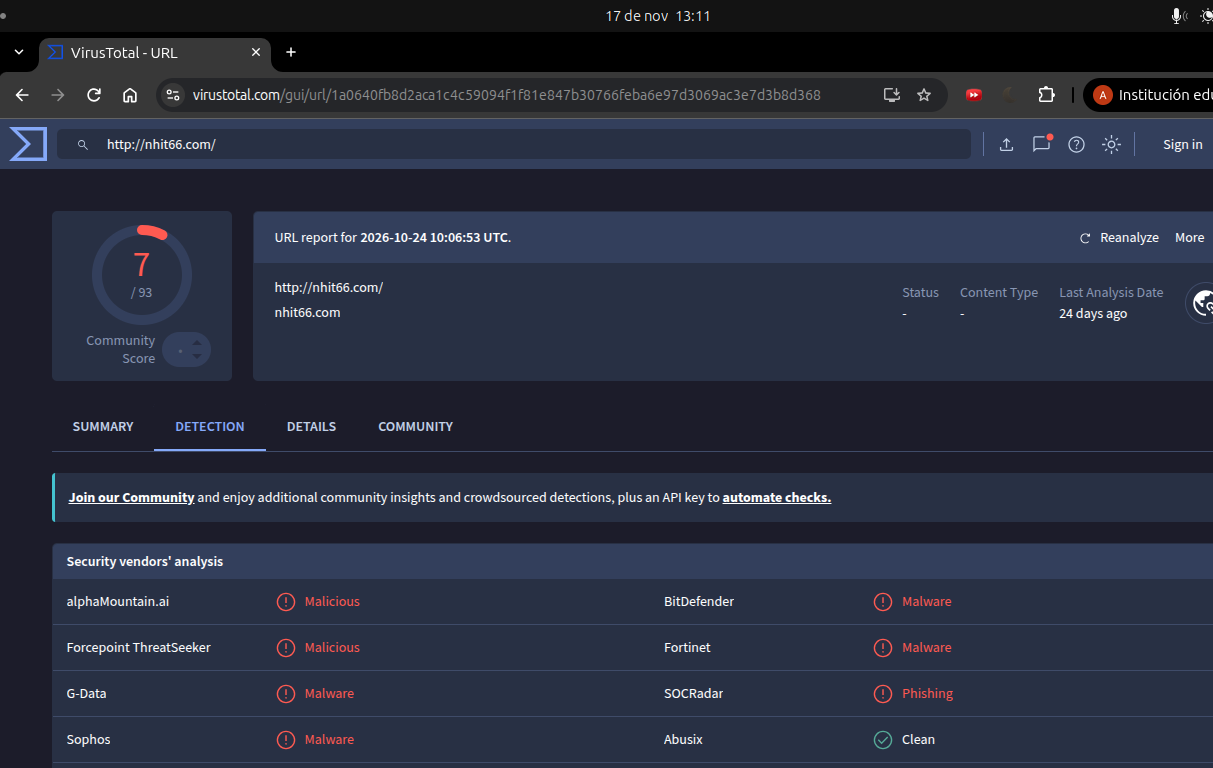 17 de nov 13:11
VirusTotal - URL
virustotal.com/gui/url/1a0640fb8d2aca1c4c59094f1f81e847b30766feba6e97d3069ac3e7d3b8d368
A Institución edu
http://nhit66.com/
Sign in
7
/ 93
Community
Score
URL report for 2026-10-24 10:06:53 UTC.
Reanalyze More
http://nhit66.com/
nhit66.com
Status Content Type Last Analysis Date
- - 24 days ago
SUMMARY DETECTION DETAILS COMMUNITY
Join our Community and enjoy additional community insights and crowdsourced detections, plus an API key to automate checks.
Security vendors' analysis
alphaMountain.ai Malicious BitDefender Malware
Forcepoint ThreatSeeker Malicious Fortinet Malware
G-Data Malware SOCRadar Phishing
Sophos Malware Abusix Clean